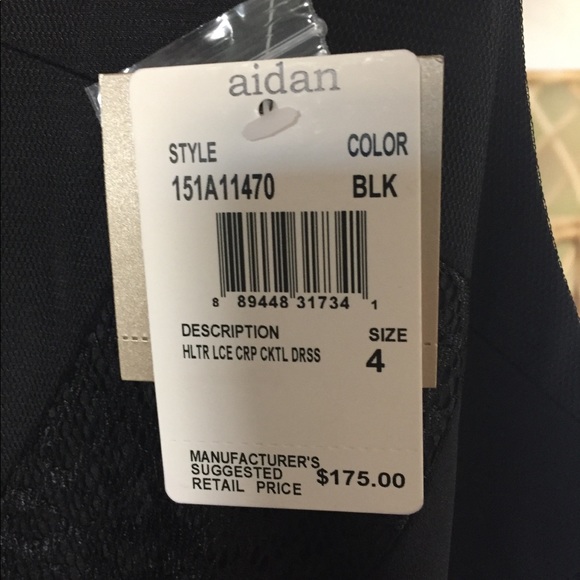 aidan
STYLE COLOR
151A11470 BLK
8 89448 31734 1
DESCRIPTION SIZE
HLTR LCE CRP CKTL DRSS 4
MANUFACTURER'S
SUGGESTED
RETAIL PRICE $175.00